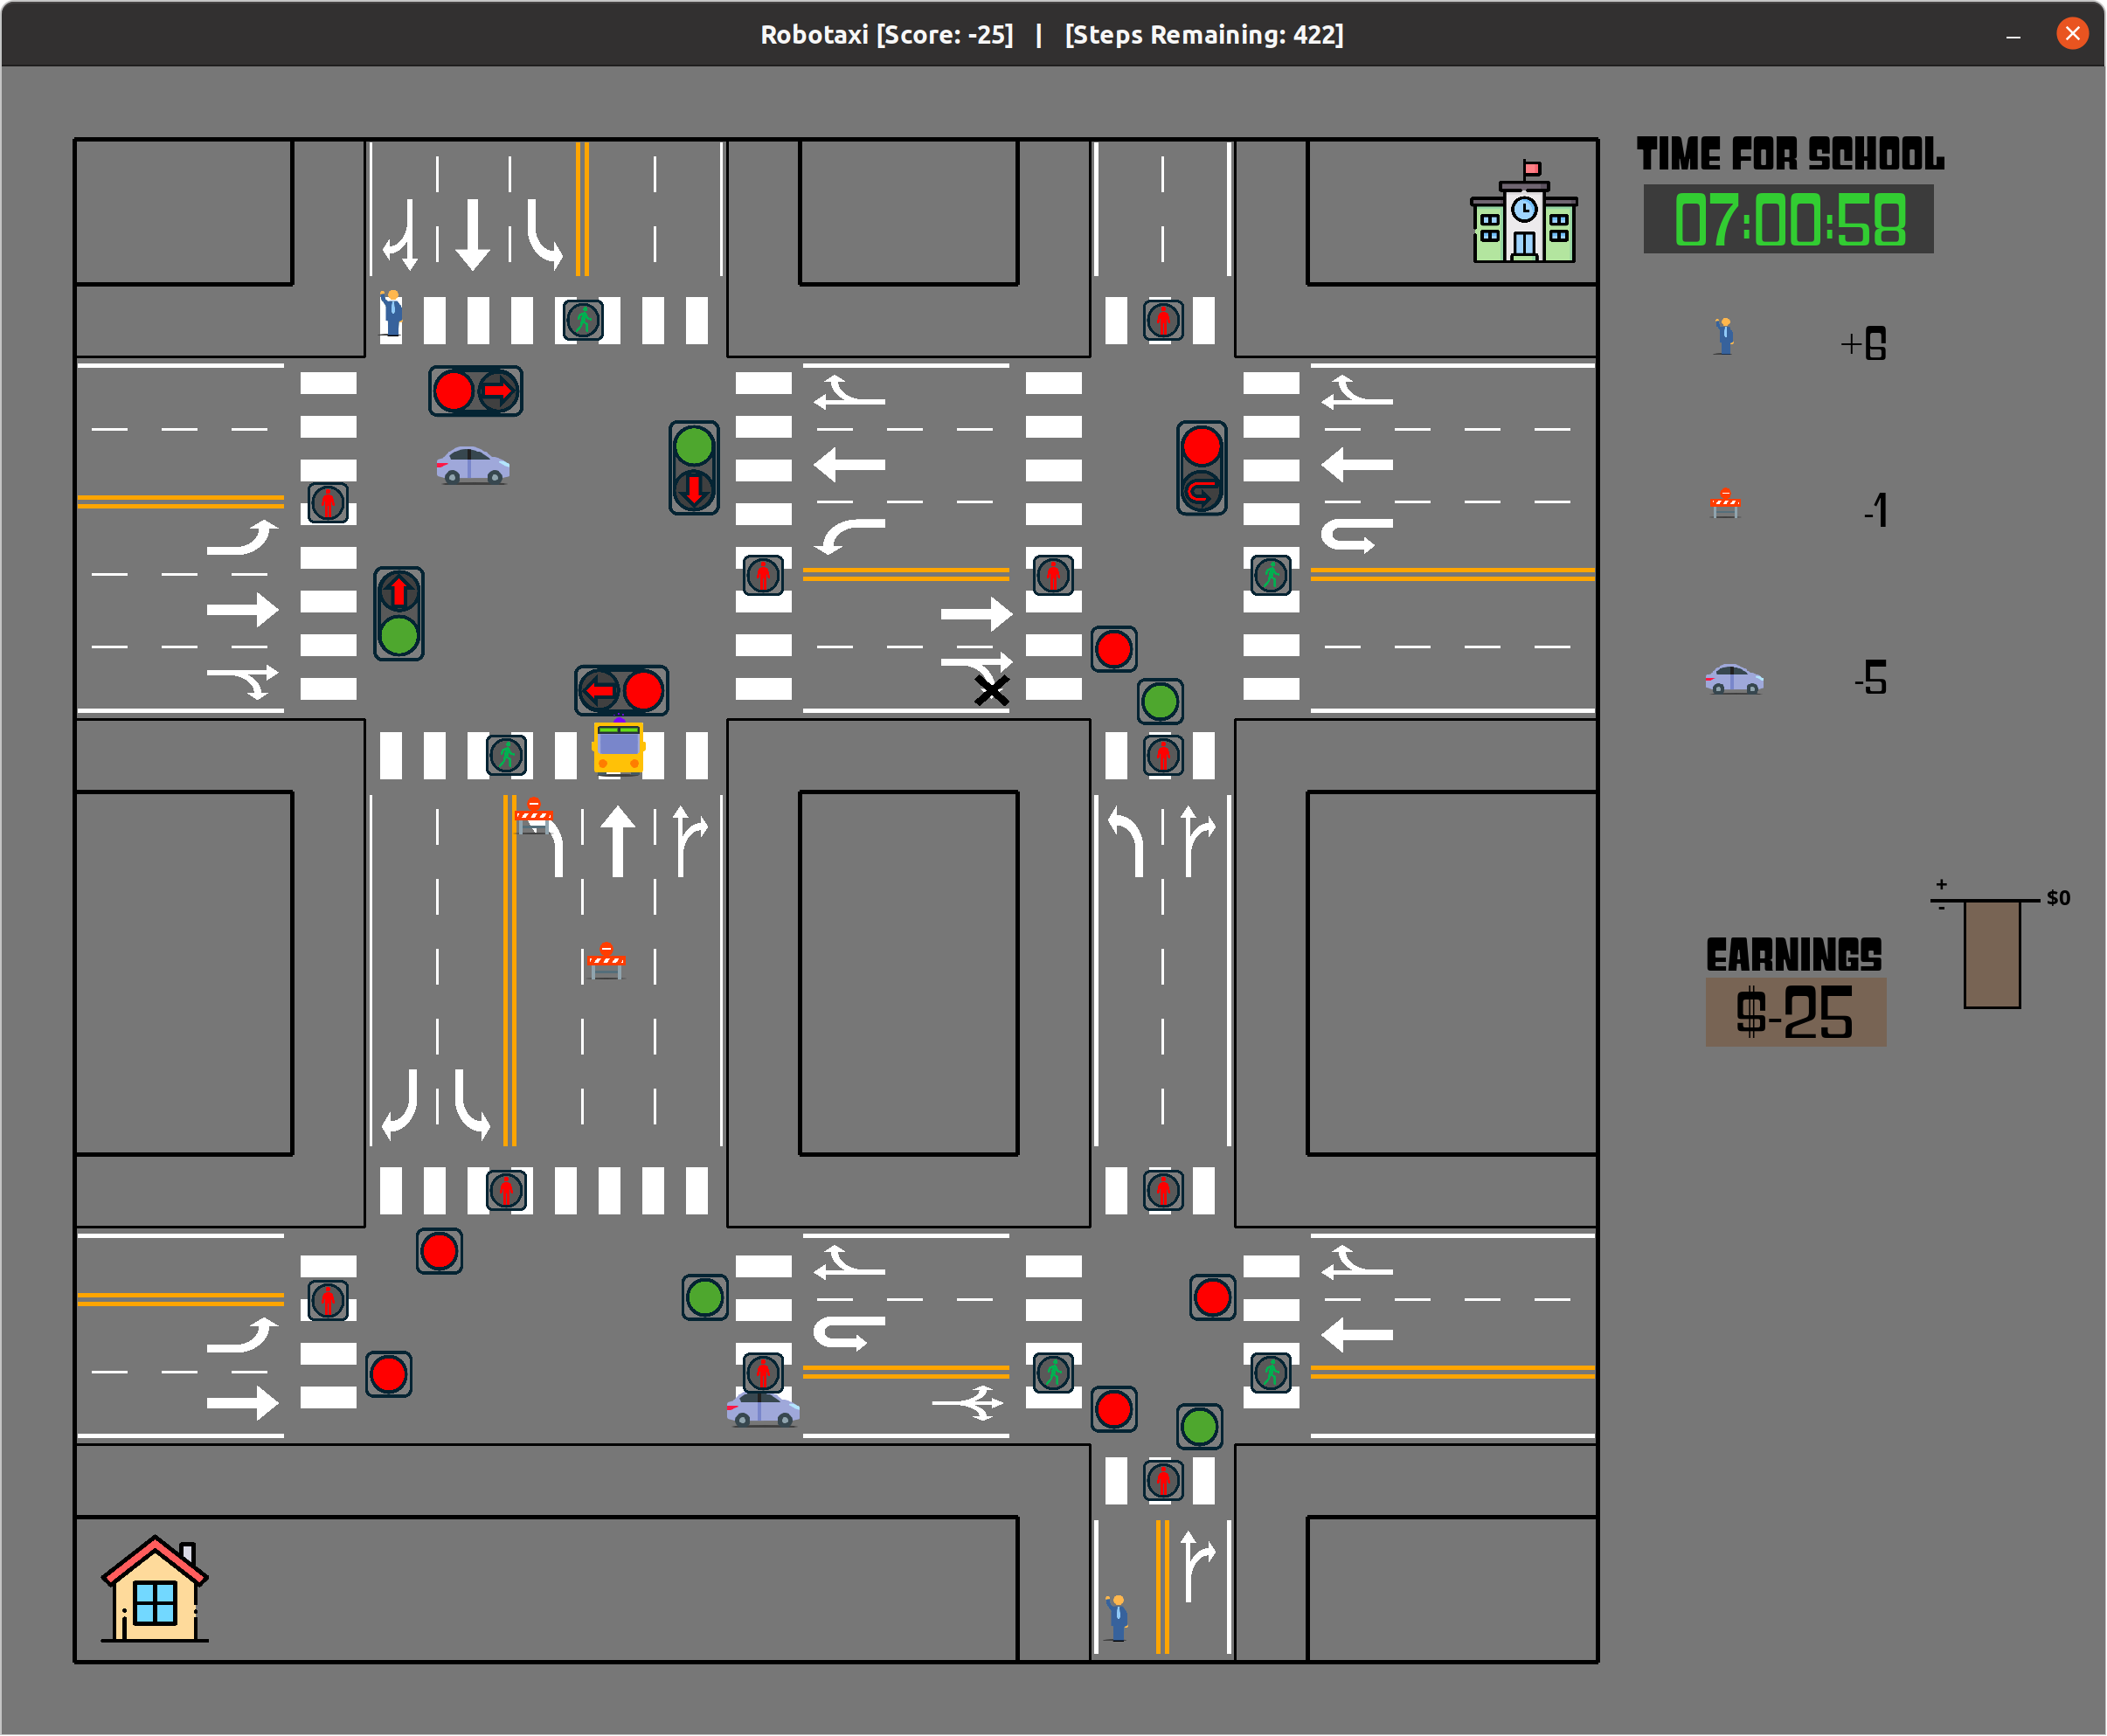 Robotaxi [Score: -25] | [Steps Remaining: 422]
TIME FOR SCHOOL
07:00:58
+6
-1
-5
+
- $0
EARNINGS
$-25